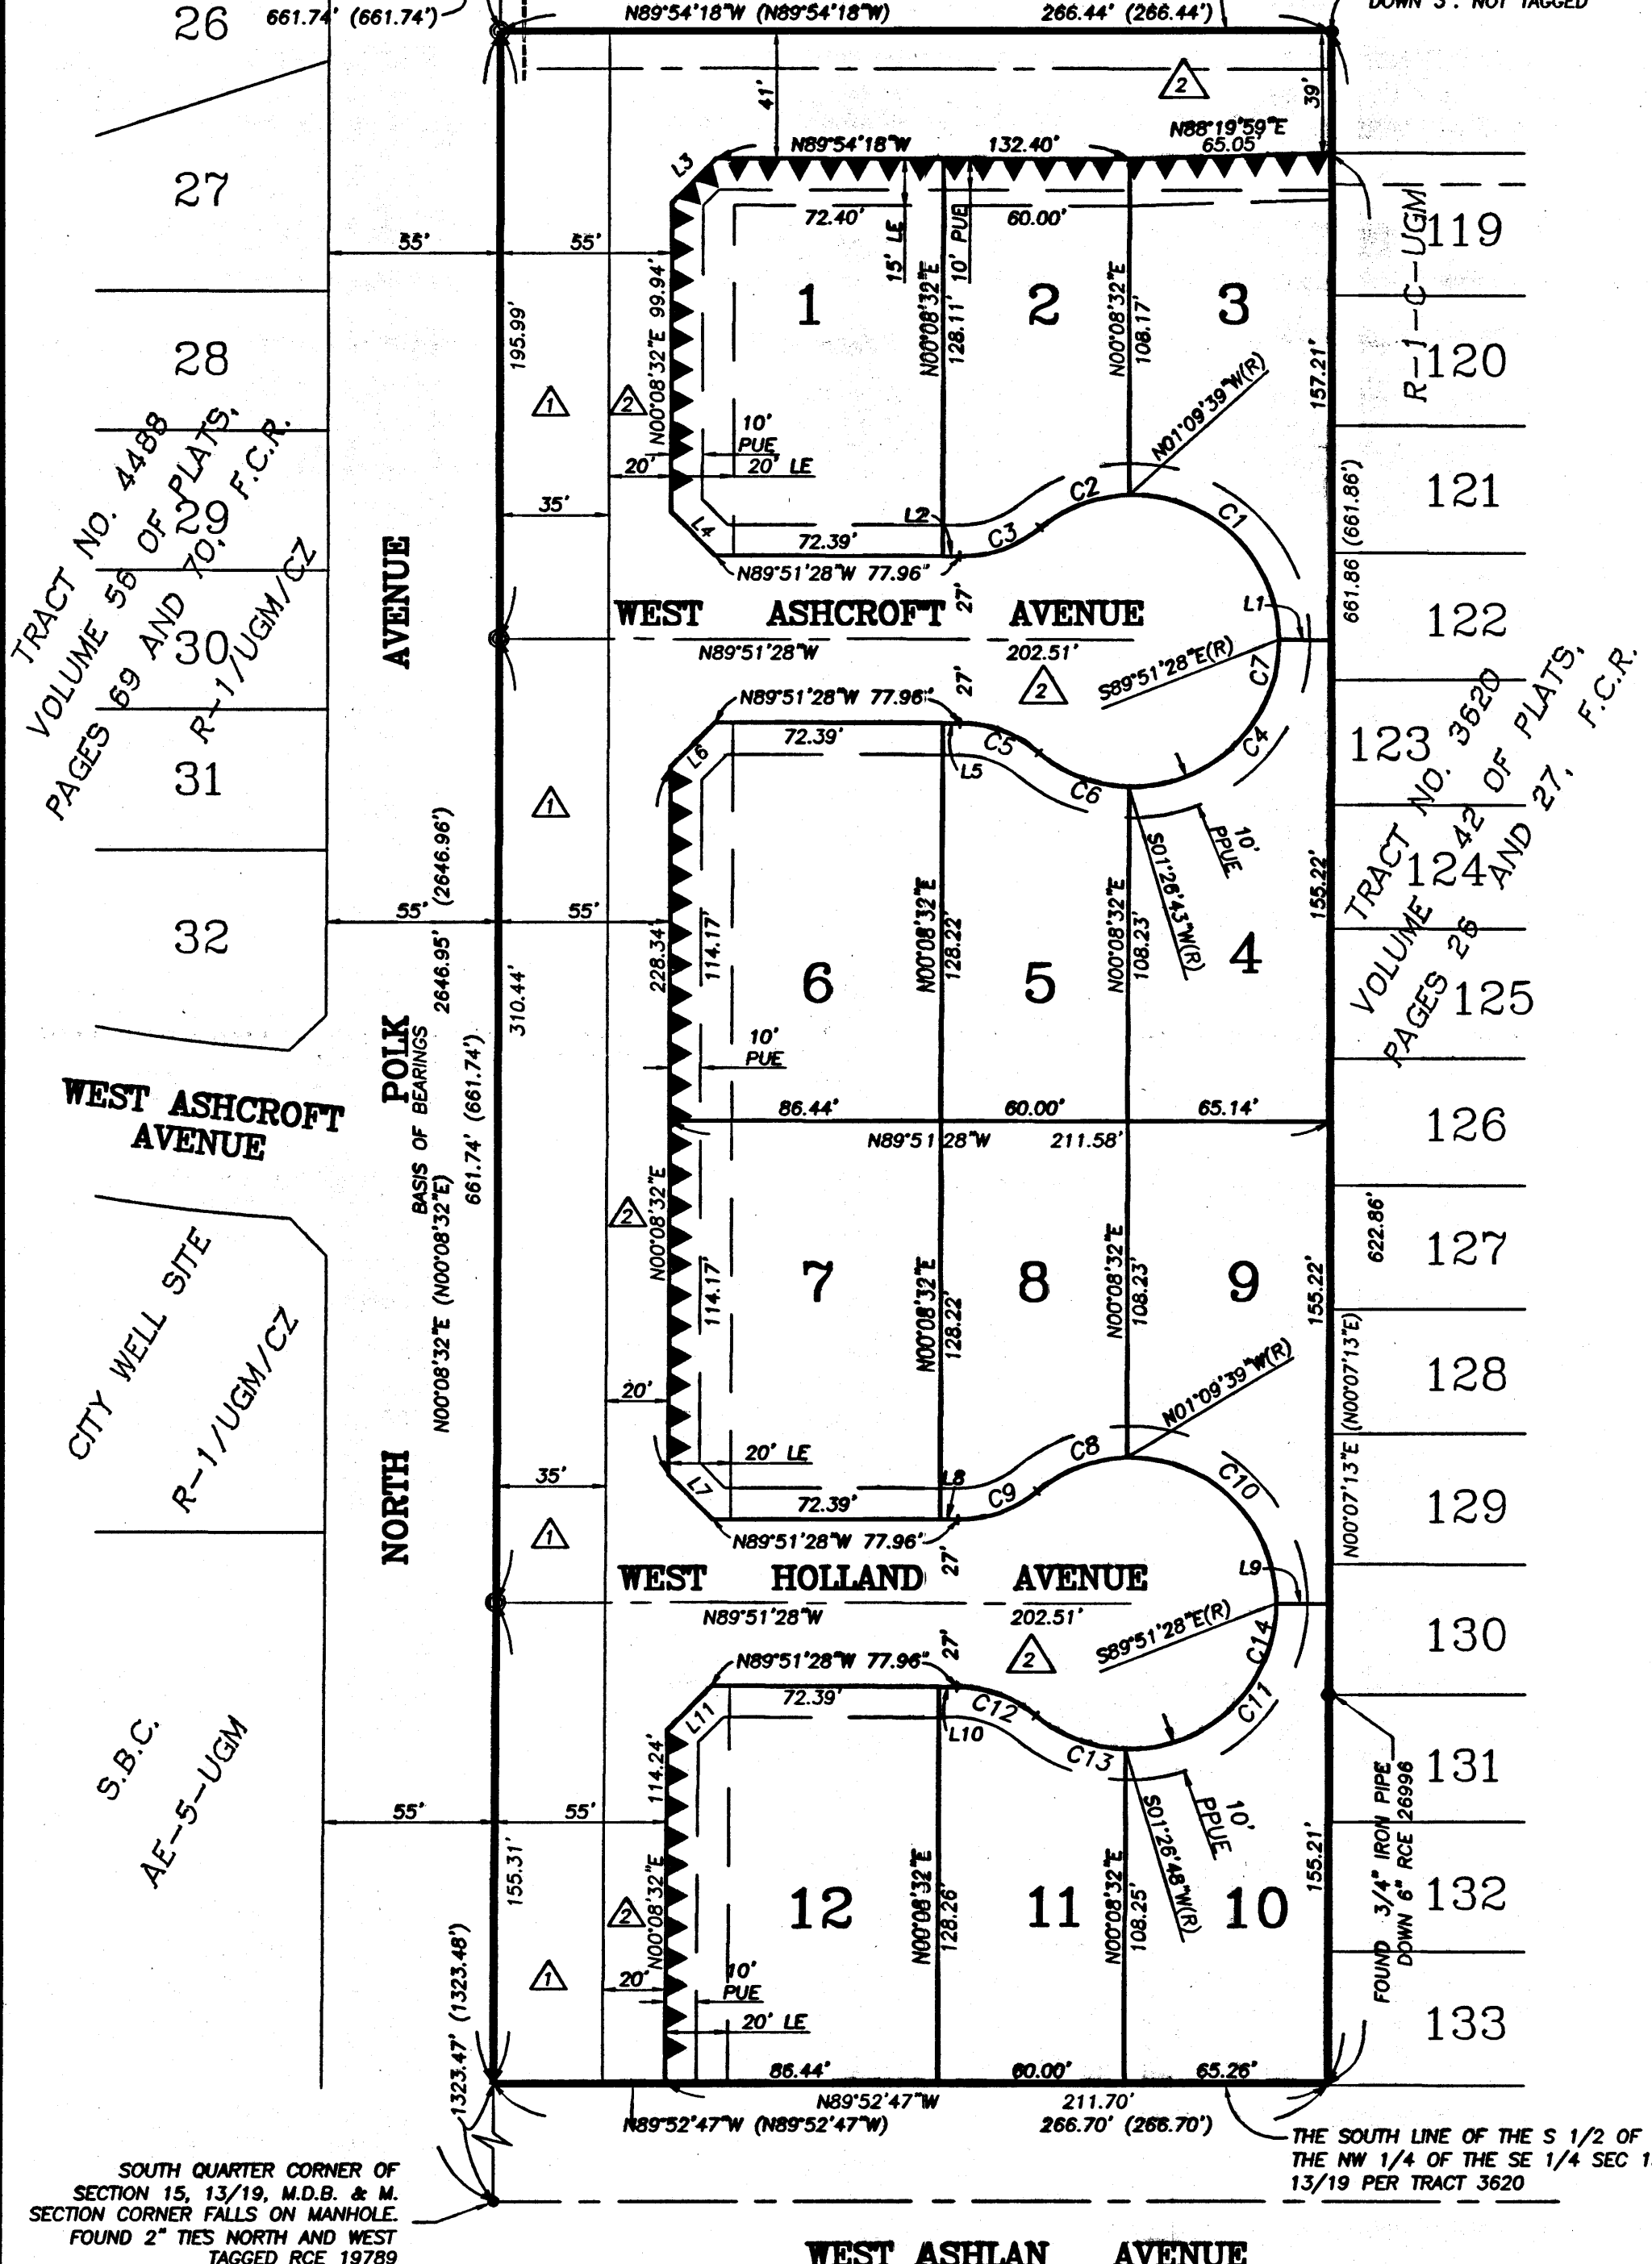 26
661.74' (661.74')
N89°54'18"W (N89°54'18"W)
266.44' (266.44')
DOWN 3". NOT TAGGED
2
41'
39'
N89°54'18"W
132.40'
N88°19'59"E
65.05'
27
L3
55'
55'
72.40'
60.00'
15' LE
10' PUE
1
2
3
N00°08'32"E 99.94'
195.99'
N00°08'32"E
128.11'
N00°08'32"E
108.17'
157.21'
R-1-C-UGM
119
120
28
1
2
10'
PUE
20'
20' LE
N01°09'39"W(R)
TRACT NO. 4488
VOLUME 56 OF PLATS,
PAGES 69 AND 70, F.C.R.
R-1/UGM/CZ
29
30
31
32
35'
L4
L2
C3
C2
C1
72.39'
N89°51'28"W 77.96'
27'
121
661.86 (661.86')
122
AVENUE
WEST ASHCROFT AVENUE
L1
N89°51'28"W
202.51'
S89°51'28"E(R)
C7
2
27'
N89°51'28"W 77.96'
72.39'
L6
L5
C5
C6
C4
1
10'
PPUE
123
TRACT NO. 3620
VOLUME 42 OF PLATS,
PAGES 26 AND 27, F.C.R.
124
125
S01°26'43"W(R)
2646.95' (2646.96')
55'
55'
228.34'
114.17'
N00°08'32"E
128.22'
N00°08'32"E
108.23'
155.22'
6
5
4
310.44'
10'
PUE
POLK
BASIS OF BEARINGS
N00°08'32"E (N00°08'32"E)
661.74' (661.74')
WEST ASHCROFT
AVENUE
86.44'
60.00'
65.14'
N89°51'28"W
211.58'
126
2
N00°08'32"E
114.17'
7
8
9
N00°08'32"E
128.22'
N00°08'32"E
108.23'
155.22'
622.86'
127
CITY WELL SITE
R-1/UGM/CZ
20'
N00°07'13"E (N00°07'13"E)
128
N01°09'39"W(R)
NORTH
35'
20' LE
L7
L8
C9
C8
C10
72.39'
N89°51'28"W 77.96'
27'
129
1
WEST HOLLAND AVENUE
L9
N89°51'28"W
202.51'
S89°51'28"E(R)
C14
130
2
27'
N89°51'28"W 77.96'
72.39'
L11
L10
C12
C13
C11
S.B.C.
AE-5-UGM
114.24'
55'
55'
10'
PPUE
S01°26'48"W(R)
131
155.31'
N00°08'32"E
2
12
11
10
N00°08'32"E
128.26'
N00°08'32"E
108.25'
155.21'
FOUND 3/4" IRON PIPE
DOWN 6" RCE 26996
132
1
20'
10'
PUE
20' LE
133
1323.47' (1323.48')
86.44'
60.00'
65.26'
N89°52'47"W
211.70'
N89°52'47"W (N89°52'47"W)
266.70' (266.70')
THE SOUTH LINE OF THE S 1/2 OF
THE NW 1/4 OF THE SE 1/4 SEC
13/19 PER TRACT 3620
SOUTH QUARTER CORNER OF
SECTION 15, 13/19, M.D.B. & M.
SECTION CORNER FALLS ON MANHOLE.
FOUND 2" TIES NORTH AND WEST
TAGGED RCE 19789
WEST ASHLAN AVENUE